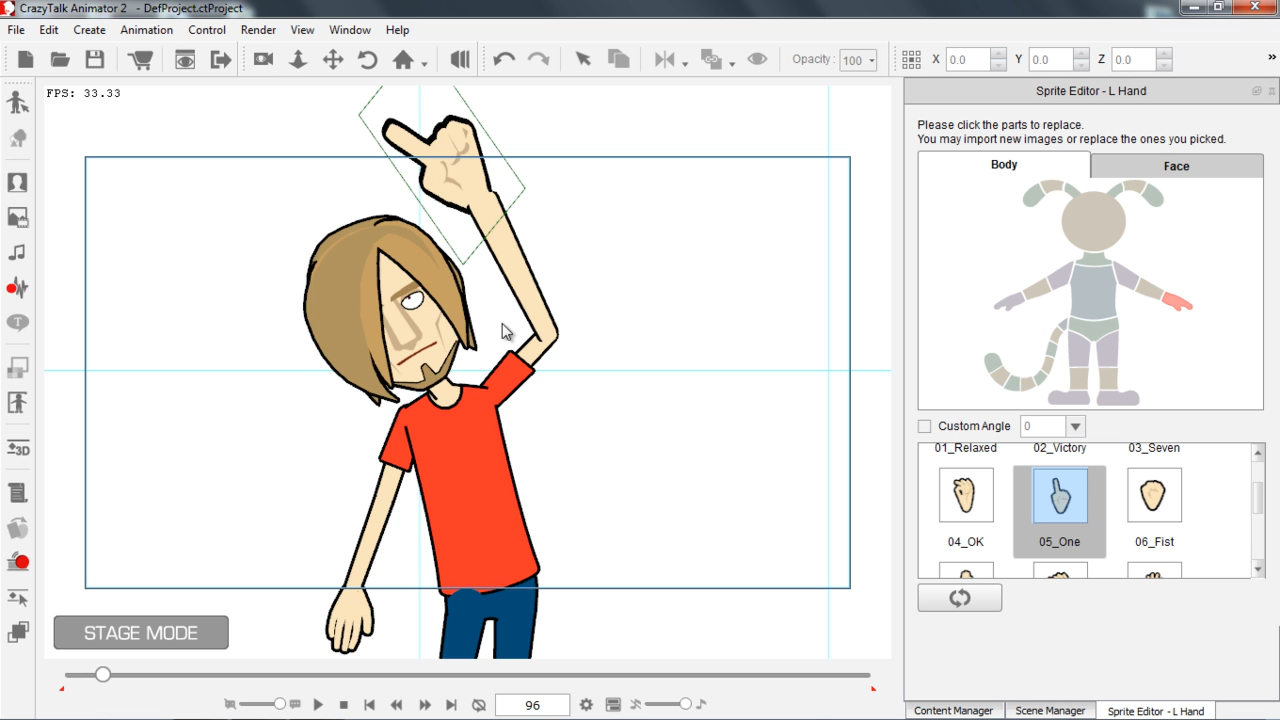 CrazyTalk Animator 2 - DefProject.ctProject
File Edit Create Animation Control Render View Window Help
Opacity : 100 X 0.0 Y 0.0 Z 0.0 »
FPS: 33.33
STAGE MODE
96
Sprite Editor - L Hand
Please click the parts to replace.
You may import new images or replace the ones you picked.
Body Face
Custom Angle 0
01_Relaxed 02_Victory 03_Seven
04_OK 05_One 06_Fist
Content Manager Scene Manager Sprite Editor - L Hand